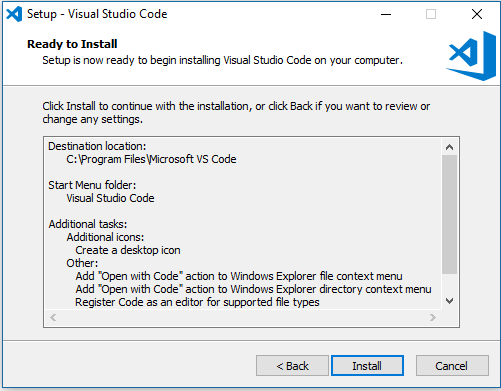 Setup - Visual Studio Code
Ready to Install
Setup is now ready to begin installing Visual Studio Code on your computer.
Click Install to continue with the installation, or click Back if you want to review or
change any settings.
Destination location:
C:\Program Files\Microsoft VS Code
Start Menu folder:
Visual Studio Code
Additional tasks:
Additional icons:
Create a desktop icon
Other:
Add "Open with Code" action to Windows Explorer file context menu
Add "Open with Code" action to Windows Explorer directory context menu
Register Code as an editor for supported file types
< Back
Install
Cancel